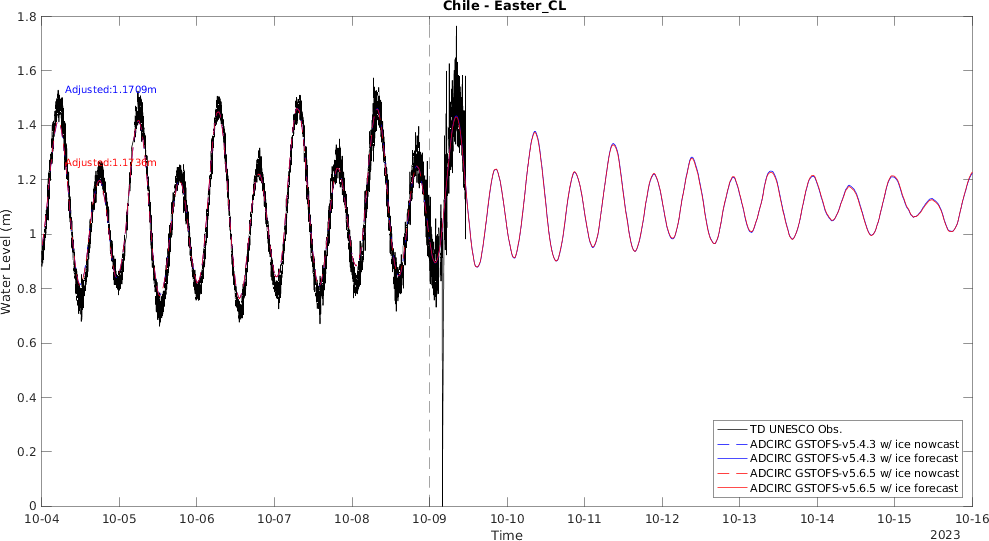 Chile - Easter_CL
1.8
1.6
1.4
1.2
1
0.8
0.6
0.4
0.2
0
Water Level (m)
Adjusted:1.1709m
Adjusted:1.1736m
TD UNESCO Obs.
ADCIRC GSTOFS-v5.4.3 w/ ice nowcast
ADCIRC GSTOFS-v5.4.3 w/ ice forecast
ADCIRC GSTOFS-v5.6.5 w/ ice nowcast
ADCIRC GSTOFS-v5.6.5 w/ ice forecast
10-04 10-05 10-06 10-07 10-08 10-09 10-10 10-11 10-12 10-13 10-14 10-15 10-16
Time
2023